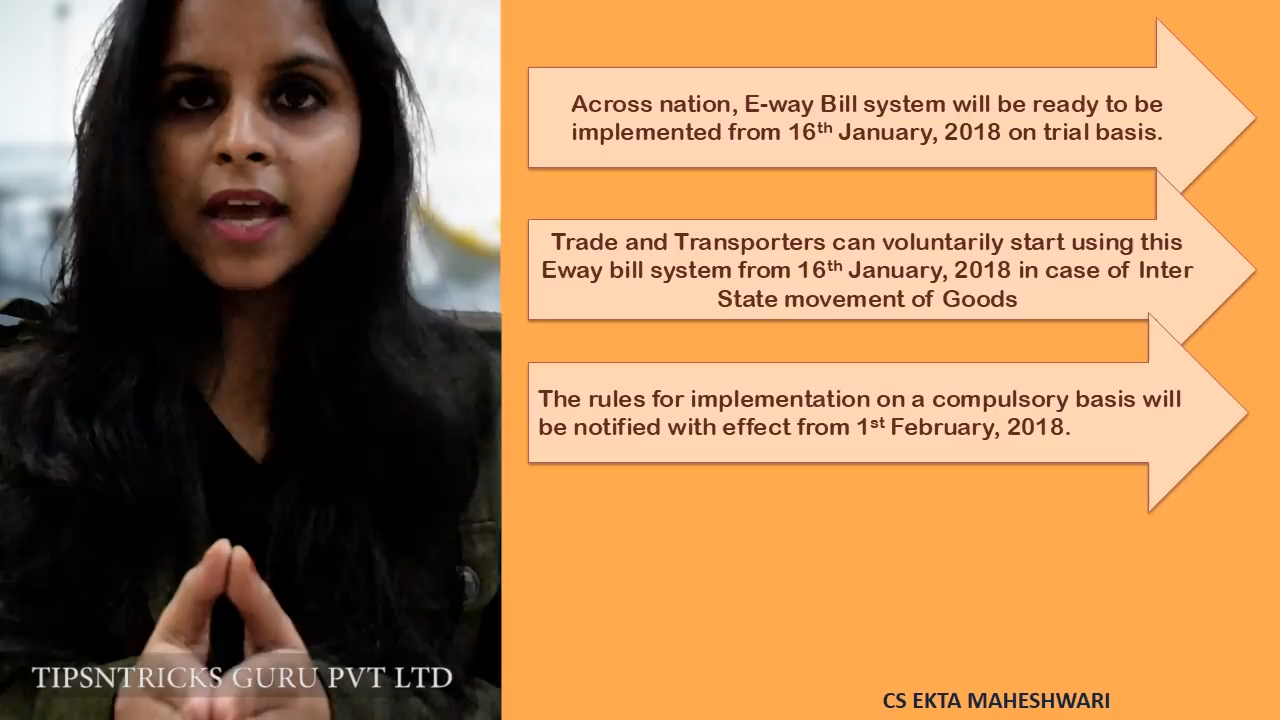 Across nation, E-way Bill system will be ready to be
implemented from 16th January, 2018 on trial basis.
Trade and Transporters can voluntarily start using this
Eway bill system from 16th January, 2018 in case of Inter
State movement of Goods
The rules for implementation on a compulsory basis will
be notified with effect from 1st February, 2018.
TIPSNTRICKS GURU PVT LTD
CS EKTA MAHESHWARI